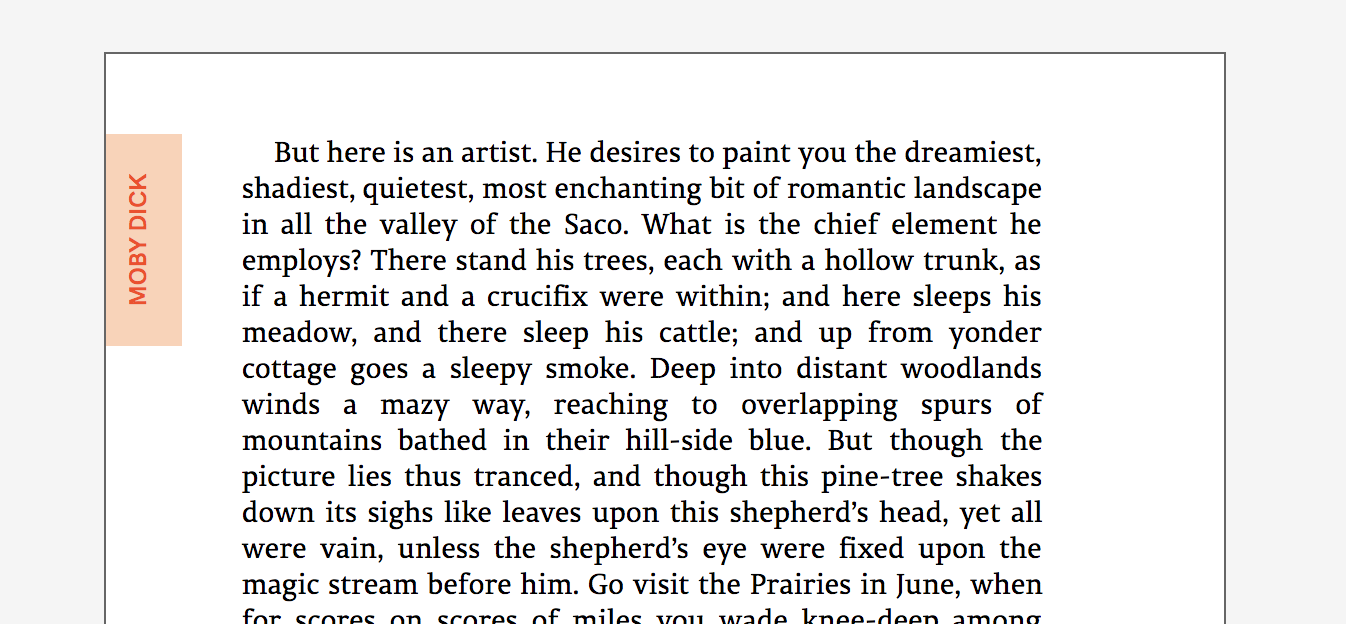 MOBY DICK
But here is an artist. He desires to paint you the dreamiest,
shadiest, quietest, most enchanting bit of romantic landscape
in all the valley of the Saco. What is the chief element he
employs? There stand his trees, each with a hollow trunk, as
if a hermit and a crucifix were within; and here sleeps his
meadow, and there sleep his cattle; and up from yonder
cottage goes a sleepy smoke. Deep into distant woodlands
winds a mazy way, reaching to overlapping spurs of
mountains bathed in their hill-side blue. But though the
picture lies thus tranced, and though this pine-tree shakes
down its sighs like leaves upon this shepherd’s head, yet all
were vain, unless the shepherd’s eye were fixed upon the
magic stream before him. Go visit the Prairies in June, when
for scores on scores of miles you wade knee-deep among